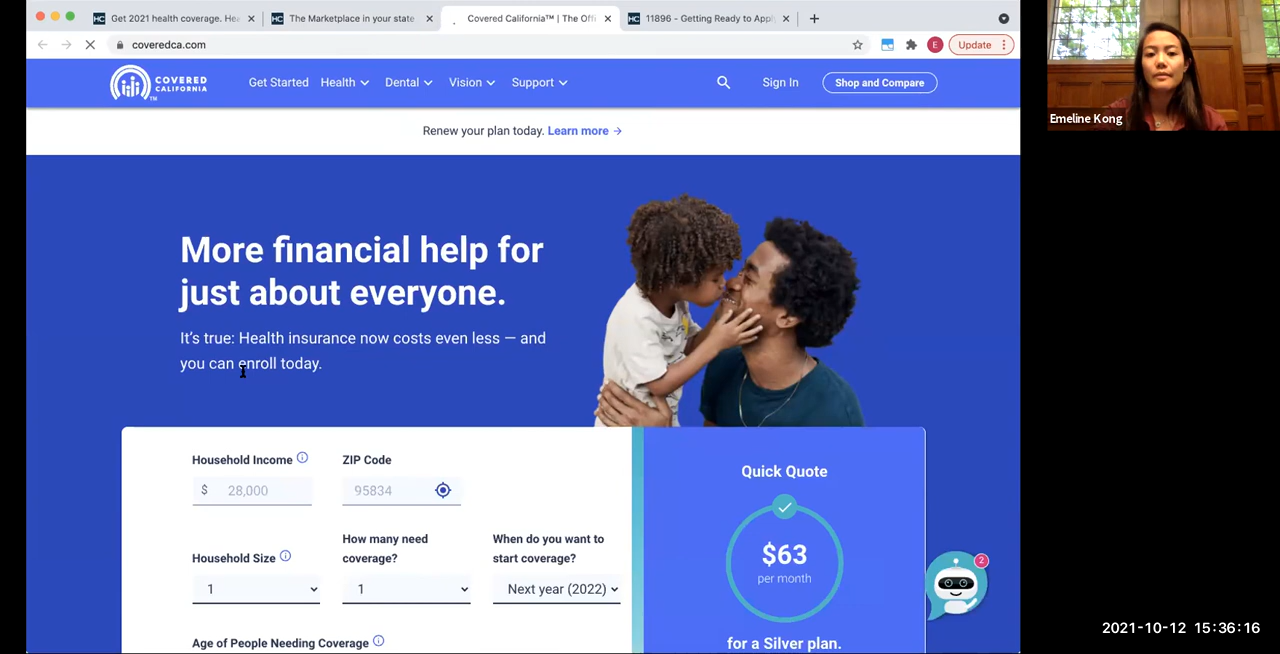 Get 2021 health coverage. Hea
The Marketplace in your state
Covered California™ | The Offi
11896 - Getting Ready to Apply
coveredca.com
E
Update
COVERED
CALIFORNIA
TM
Get Started
Health
Dental
Vision
Support
Sign In
Shop and Compare
Renew your plan today. Learn more →
Emeline Kong
More financial help for
just about everyone.
It's true: Health insurance now costs even less — and
you can enroll today.
Household Income
ZIP Code
$ 28,000
95834
Household Size
How many need
coverage?
When do you want to
start coverage?
1
1
Next year (2022)
Age of People Needing Coverage
Quick Quote
$63
per month
for a Silver plan.
2
2021-10-12 15:36:16